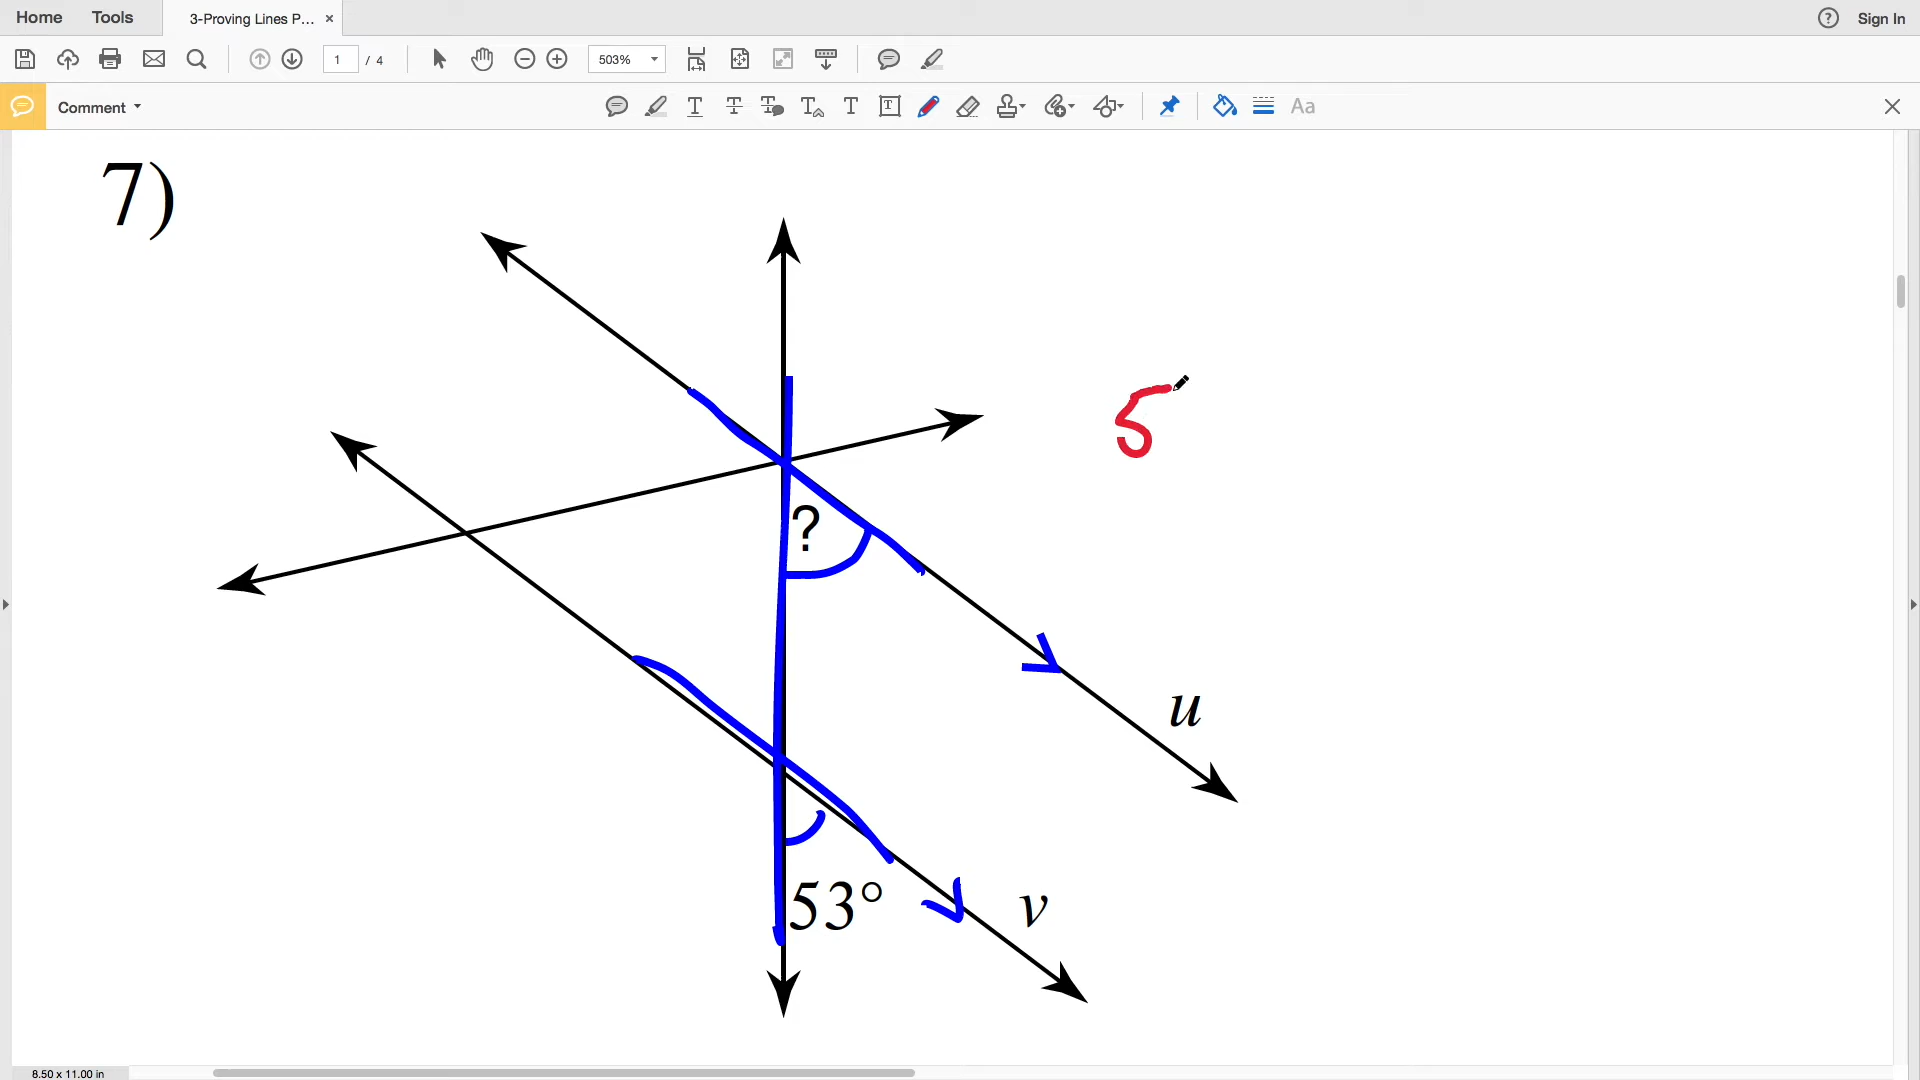 Home Tools 3-Proving Lines P... × ? Sign In
1 / 4 503%
Comment Aa
7)
5
?
u
53°
v
8.50 x 11.00 in